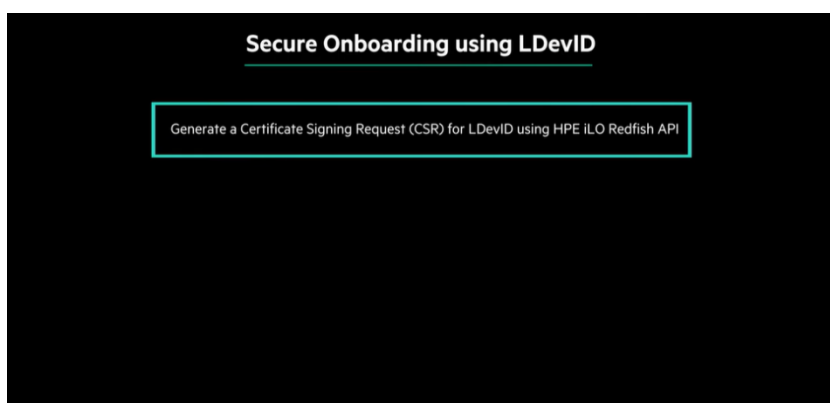 Secure Onboarding using LDevID
Generate a Certificate Signing Request (CSR) for LDevID using HPE iLO Redfish API